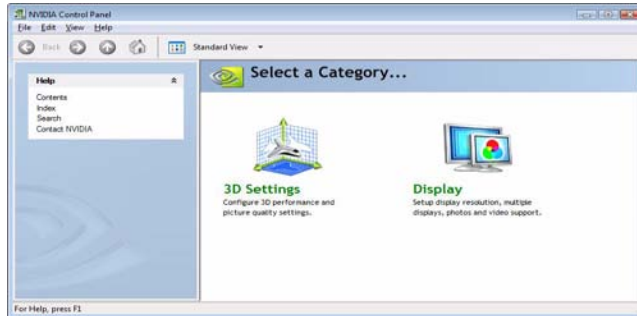 NVIDIA Control Panel
File Edit View Help
Back Standard View
Help
Contents
Index
Search
Contact NVIDIA
Select a Category...
3D Settings
Configure 3D performance and
picture quality settings.
Display
Setup display resolution, multiple
displays, photos and video support.
For Help, press F1